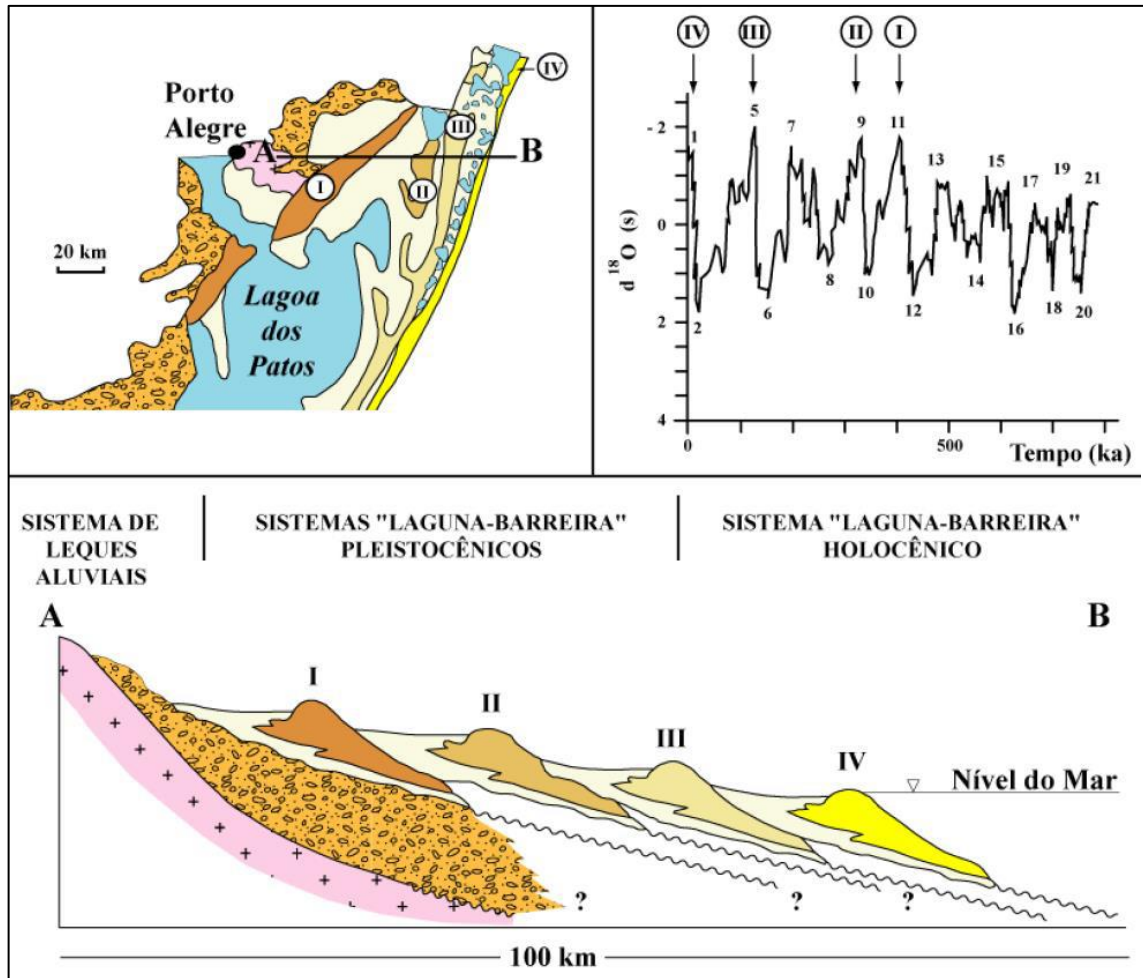 Porto
Alegre
A
B
I
II
III
IV
20 km
Lagoa
dos
Patos
IV
III
II
I
d 18 O (s)
- 2
0
2
4
1
2
5
6
7
8
9
10
11
12
13
14
15
16
17
18
19
20
21
0
500
Tempo (ka)
SISTEMA DE
LEQUES
ALUVIAIS
SISTEMAS "LAGUNA-BARREIRA"
PLEISTOCÊNICOS
SISTEMA "LAGUNA-BARREIRA"
HOLOCÊNICO
A
B
I
II
III
IV
Nível do Mar
?
?
?
100 km